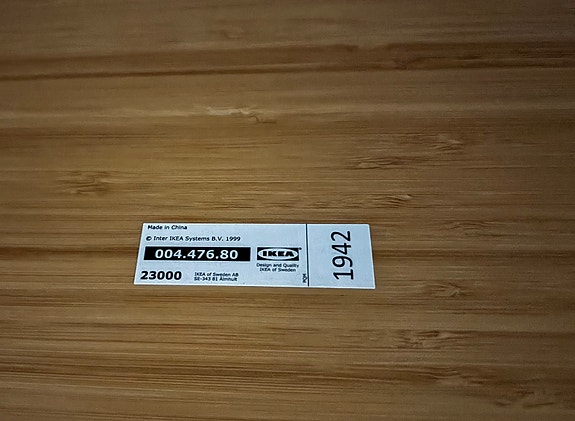 Made in China
© Inter IKEA Systems B.V. 1999
004.476.80
IKEA
Design and Quality
IKEA of Sweden
23000
IKEA of Sweden AB
SE-343 81 Älmhult
PQM
1942